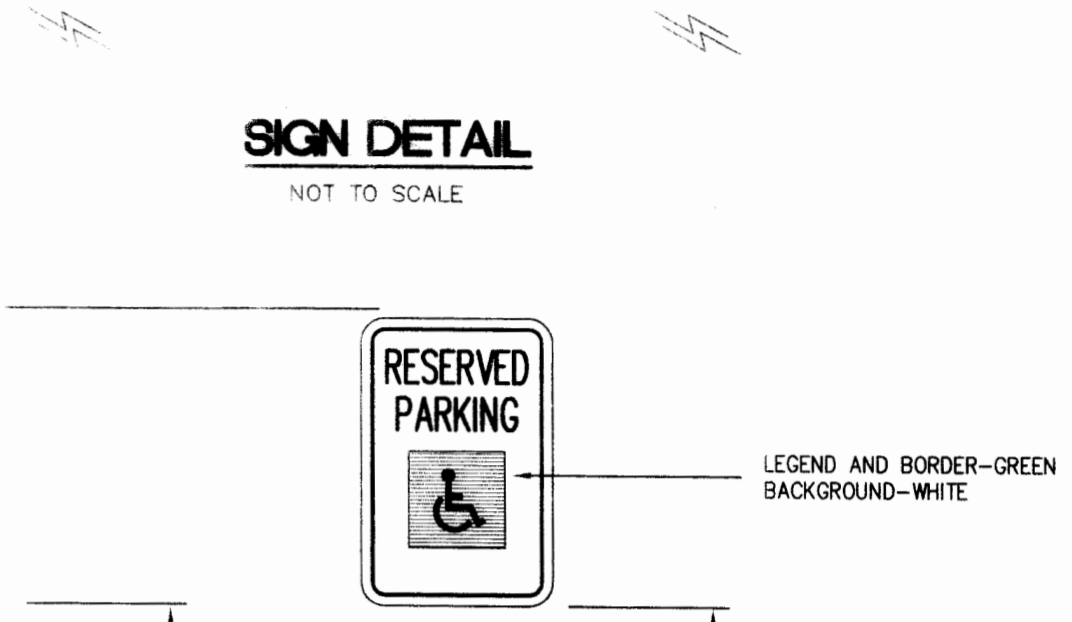 SIGN DETAIL
NOT TO SCALE
RESERVED
PARKING
LEGEND AND BORDER-GREEN
BACKGROUND-WHITE